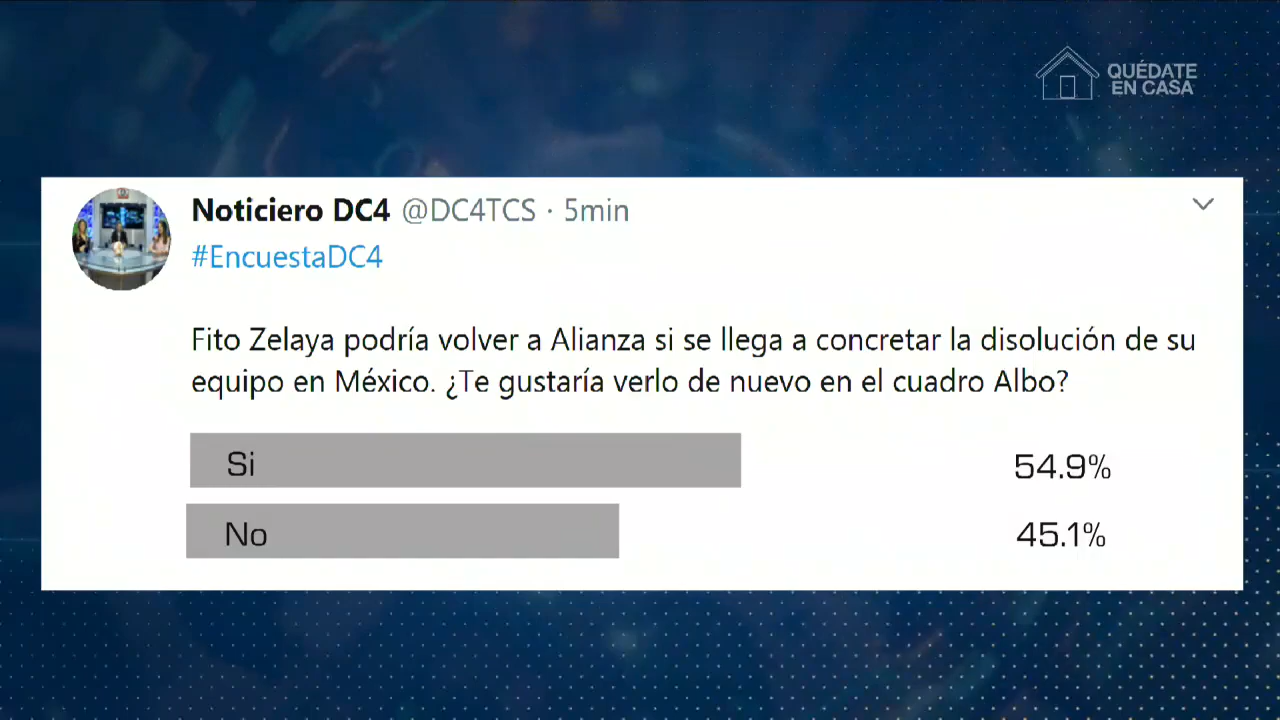 QUÉDATE
EN CASA
Noticiero DC4 @DC4TCS · 5min
#EncuestaDC4
Fito Zelaya podría volver a Alianza si se llega a concretar la disolución de su
equipo en México. ¿Te gustaría verlo de nuevo en el cuadro Albo?
Si 54.9%
No 45.1%